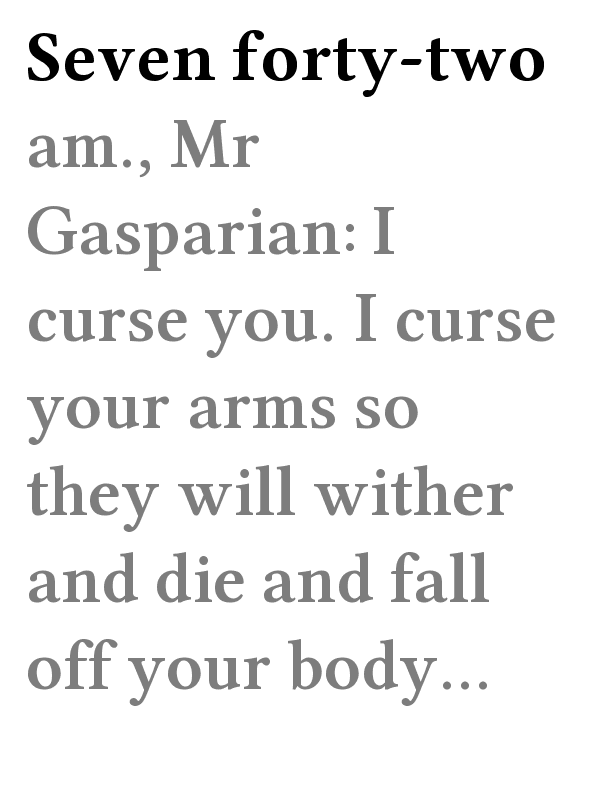 Seven forty-two
am., Mr
Gasparian: I
curse you. I curse
your arms so
they will wither
and die and fall
off your body...